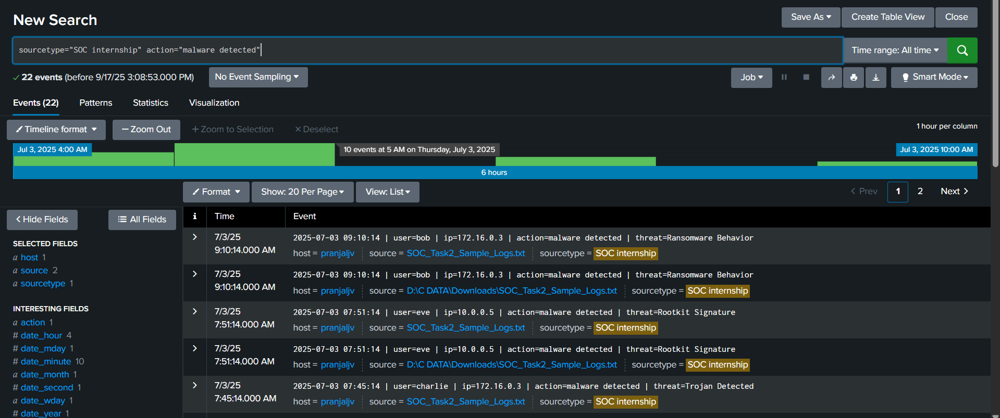 New Search
Save As
Create Table View
Close
sourcetype="SOC internship" action="malware detected"
Time range: All time
22 events (before 9/17/25 3:08:53.000 PM)
No Event Sampling
Job
Smart Mode
Events (22)
Patterns
Statistics
Visualization
Timeline format
Zoom Out
Zoom to Selection
Deselect
1 hour per column
Jul 3, 2025 4:00 AM
10 events at 5 AM on Thursday, July 3, 2025
Jul 3, 2025 10:00 AM
6 hours
Format
Show: 20 Per Page
View: List
Prev
1
2
Next
Hide Fields
All Fields
SELECTED FIELDS
a host 1
a source 2
a sourcetype 1
INTERESTING FIELDS
a action 1
# date_hour 4
# date_mday 1
# date_minute 10
a date_month 1
# date_second 1
a date_wday 1
# date_year 1
i Time Event
7/3/25
9:10:14.000 AM
2025-07-03 09:10:14 | user=bob | ip=172.16.0.3 | action=malware detected | threat=Ransomware Behavior
host = pranjaljv source = SOC_Task2_Sample_Logs.txt sourcetype = SOC internship
7/3/25
9:10:14.000 AM
2025-07-03 09:10:14 | user=bob | ip=172.16.0.3 | action=malware detected | threat=Ransomware Behavior
host = pranjaljv source = D:\C DATA\Downloads\SOC_Task2_Sample_Logs.txt sourcetype = SOC internship
7/3/25
7:51:14.000 AM
2025-07-03 07:51:14 | user=eve | ip=10.0.0.5 | action=malware detected | threat=Rootkit Signature
host = pranjaljv source = SOC_Task2_Sample_Logs.txt sourcetype = SOC internship
7/3/25
7:51:14.000 AM
2025-07-03 07:51:14 | user=eve | ip=10.0.0.5 | action=malware detected | threat=Rootkit Signature
host = pranjaljv source = D:\C DATA\Downloads\SOC_Task2_Sample_Logs.txt sourcetype = SOC internship
7/3/25
7:45:14.000 AM
2025-07-03 07:45:14 | user=charlie | ip=172.16.0.3 | action=malware detected | threat=Trojan Detected
host = pranjaljv source = SOC_Task2_Sample_Logs.txt sourcetype = SOC internship